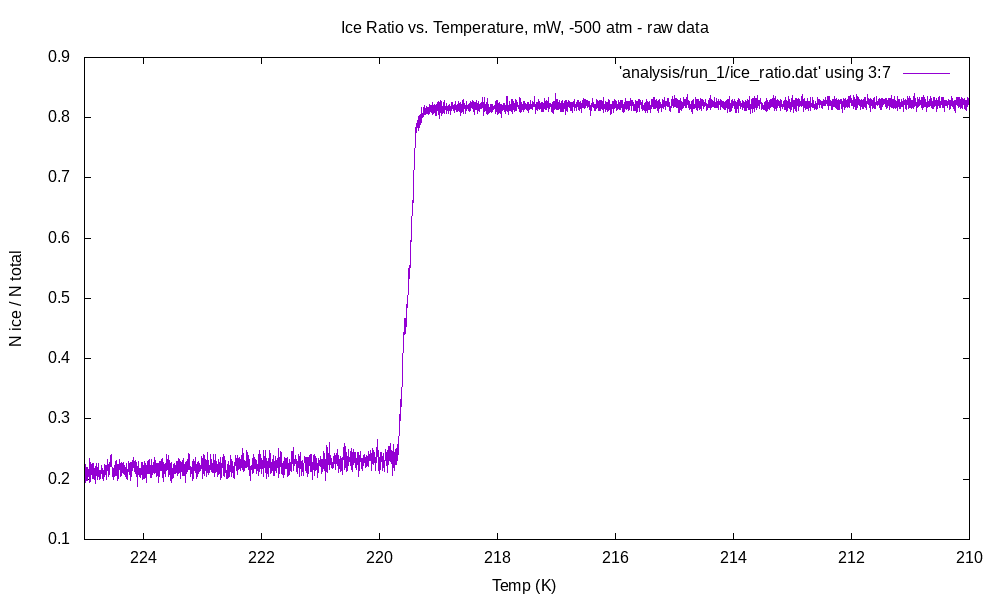 Ice Ratio vs. Temperature, mW, -500 atm - raw data
'analysis/run_1/ice_ratio.dat' using 3:7
N ice / N total
0.9
0.8
0.7
0.6
0.5
0.4
0.3
0.2
0.1
224 222 220 218 216 214 212 210
Temp (K)